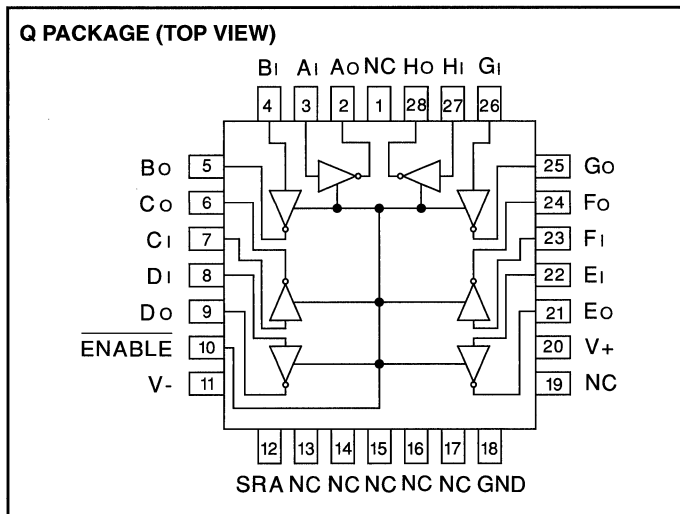 Q PACKAGE (TOP VIEW)
BI AI AO NC HO HI GI
4 3 2 1 28 27 26
BO 5 25 GO
CO 6 24 FO
CI 7 23 FI
DI 8 22 EI
DO 9 21 EO
ENABLE 10 20 V+
V- 11 19 NC
12 13 14 15 16 17 18
SRA NC NC NC NC NC GND